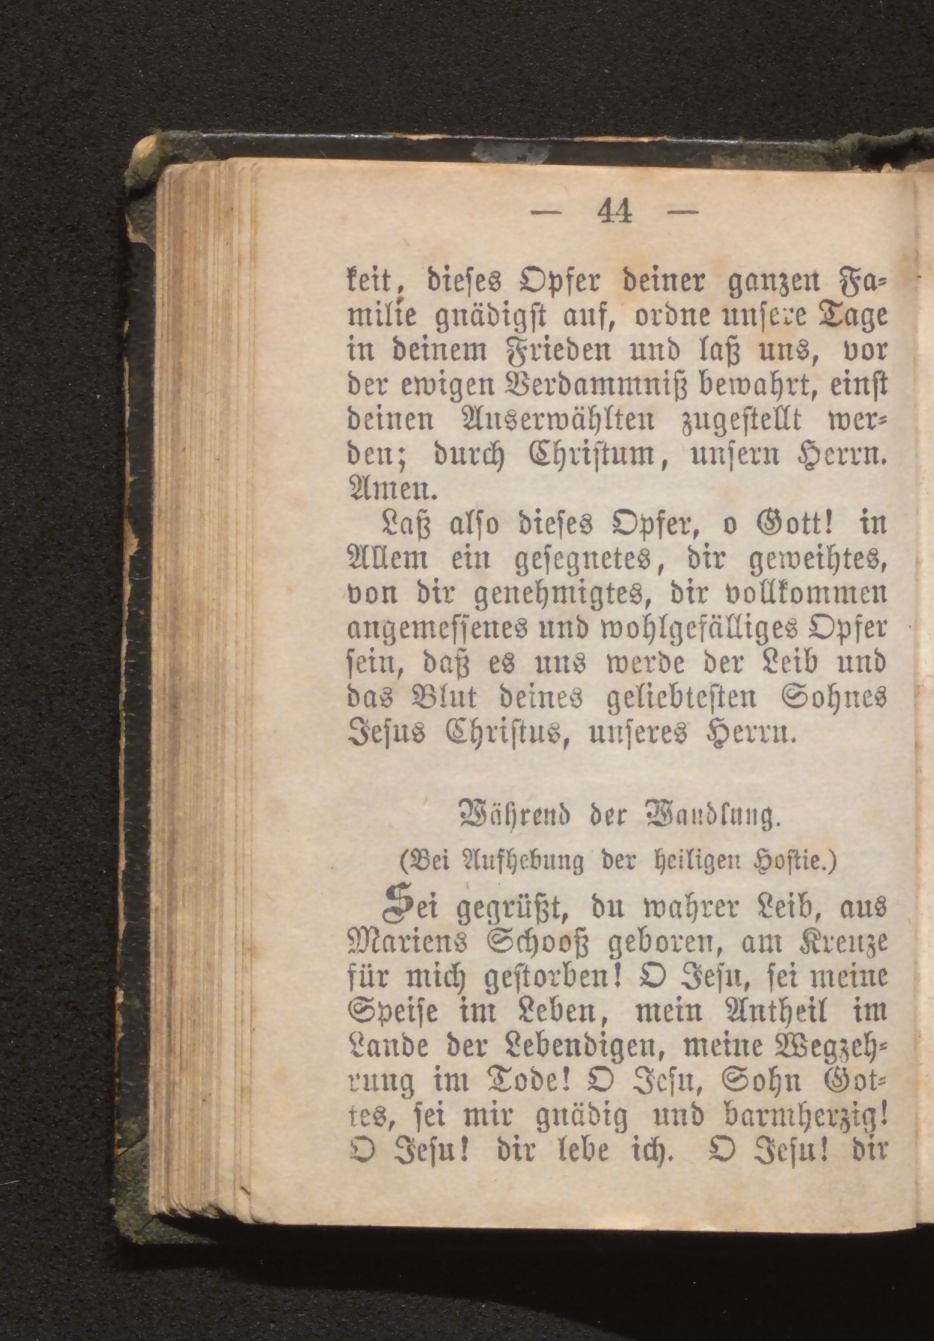 — 44 —
keit, dieses Opfer deiner ganzen Fa-
milie gnädigst auf, ordne unsere Tage
in deinem Frieden und laß uns, vor
der ewigen Verdammniß bewahrt, einst
deinen Auserwählten zugestellt wer-
den; durch Christum, unsern Herrn.
Amen.
Laß also dieses Opfer, o Gott! in
Allem ein gesegnetes, dir geweihtes,
von dir genehmigtes, dir vollkommen
angemessenes und wohlgefälliges Opfer
sein, daß es uns werde der Leib und
das Blut deines geliebtesten Sohnes
Jesus Christus, unseres Herrn.
Während der Wandlung.
(Bei Aufhebung der heiligen Hostie.)
Sei gegrüßt, du wahrer Leib, aus
Mariens Schooß geboren, am Kreuze
für mich gestorben! O Jesu, sei meine
Speise im Leben, mein Antheil im
Lande der Lebendigen, meine Wegzeh-
rung im Tode! O Jesu, Sohn Got-
tes, sei mir gnädig und barmherzig!
O Jesu! dir lebe ich. O Jesu! dir